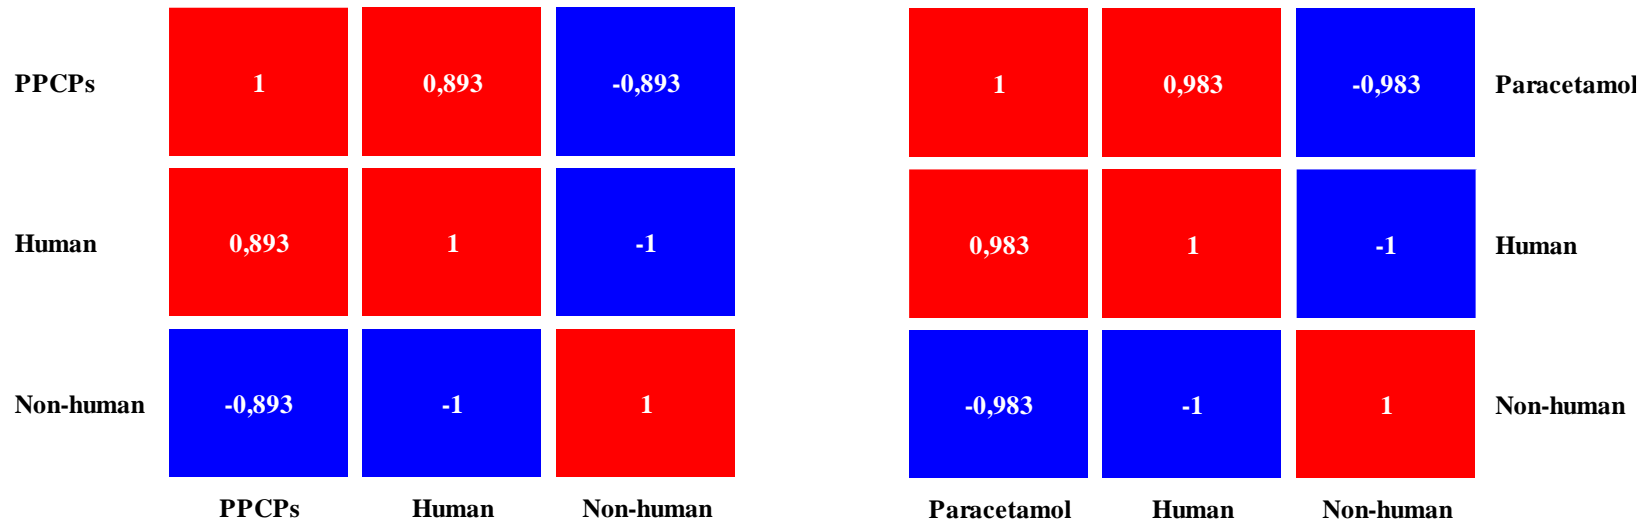 PPCPs 1 0,893 -0,893
Human 0,893 1 -1
Non-human -0,893 -1 1
PPCPs Human Non-human
1 0,983 -0,983 Paracetamol
0,983 1 -1 Human
-0,983 -1 1 Non-human
Paracetamol Human Non-human